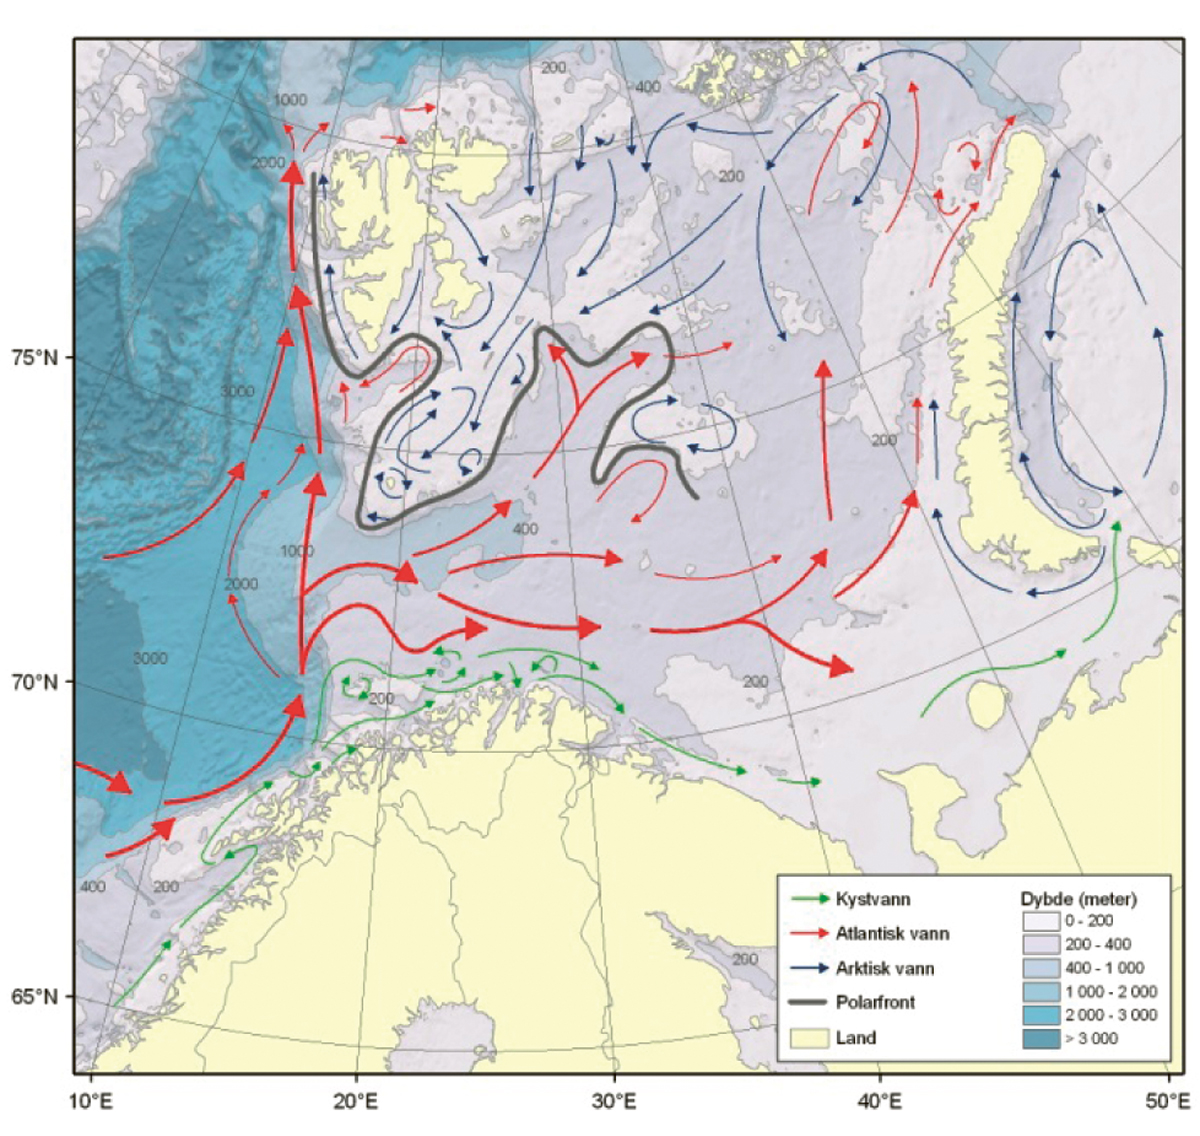 200
400
1000
2000
200
75°N
3000
200
400
1000
2000
3000
70°N
200
200
400
200
200
65°N
Kystvann
Atlantisk vann
Arktisk vann
Polarfront
Land
Dybde (meter)
0 - 200
200 - 400
400 - 1 000
1 000 - 2 000
2 000 - 3 000
> 3 000
10°E
20°E
30°E
40°E
50°E